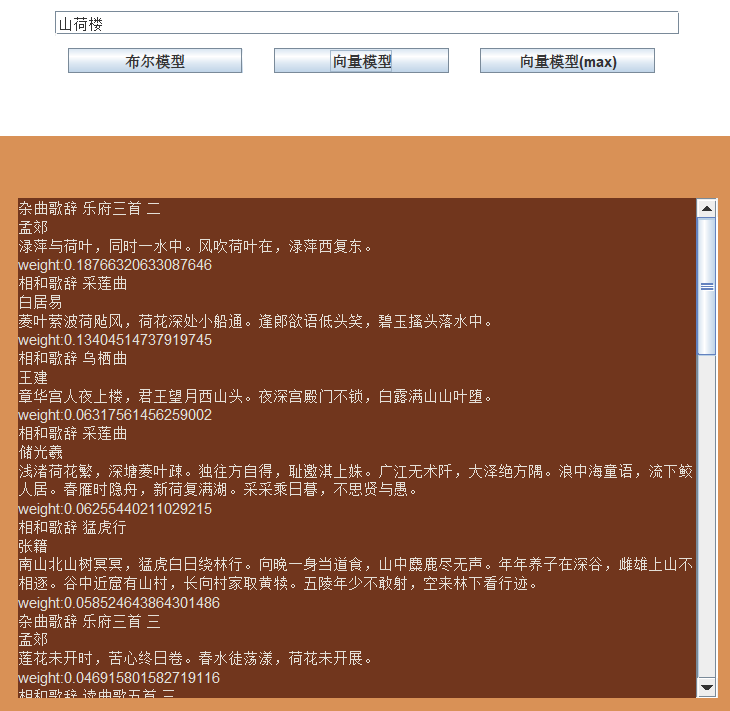 山荷楼
布尔模型 向量模型 向量模型(max)
杂曲歌辞 乐府三首 二
孟郊
渌萍与荷叶，同时一水中。风吹荷叶在，渌萍西复东。
weight:0.18766320633087646
相和歌辞 采莲曲
白居易
菱叶萦波荷飐风，荷花深处小船通。逢郎欲语低头笑，碧玉搔头落水中。
weight:0.13404514737919745
相和歌辞 乌栖曲
王建
章华宫人夜上楼，君王望月西山头。夜深宫殿门不锁，白露满山山叶堕。
weight:0.06317561456259002
相和歌辞 采莲曲
储光羲
浅渚荷花繁，深塘菱叶疎。独往方自得，耻邀淇上姝。广江无术阡，大泽绝方隅。浪中海童语，流下鲛
人居。春雁时隐舟，新荷复满湖。采采乘日暮，不思贤与愚。
weight:0.06255440211029215
相和歌辞 猛虎行
张籍
南山北山树冥冥，猛虎白日绕林行。向晚一身当道食，山中麋鹿尽无声。年年养子在深谷，雌雄上山不
相逐。谷中近窟有山村，长向村家取黄犊。五陵年少不敢射，空来林下看行迹。
weight:0.058524643864301486
杂曲歌辞 乐府三首 三
孟郊
莲花未开时，苦心终日卷。春水徒荡漾，荷花未开展。
weight:0.046915801582719116
相和歌辞 读曲歌五首 三